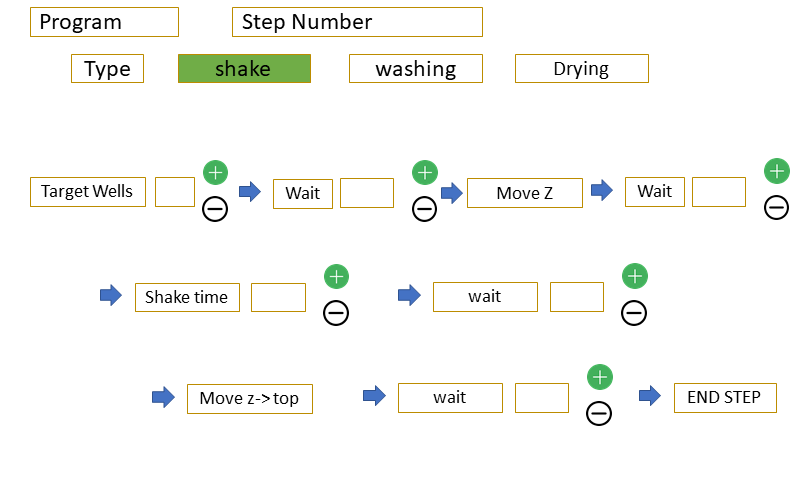 Program Step Number
Type shake washing Drying
Target Wells Wait Move Z Wait
Shake time wait
Move z->top wait END STEP